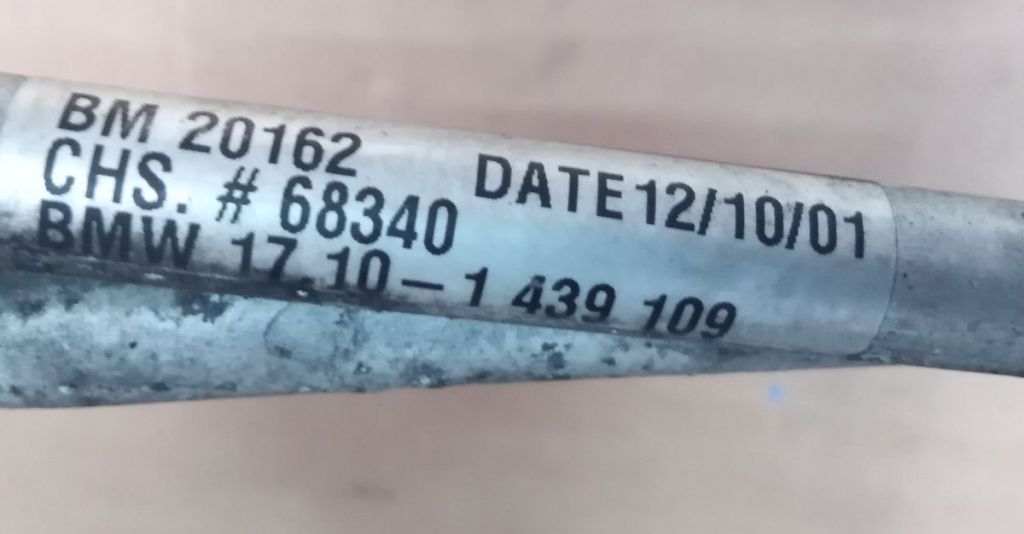 BM 20162
DATE 12/10/01
CHS. # 68340
BMW 17.10-1 439 109